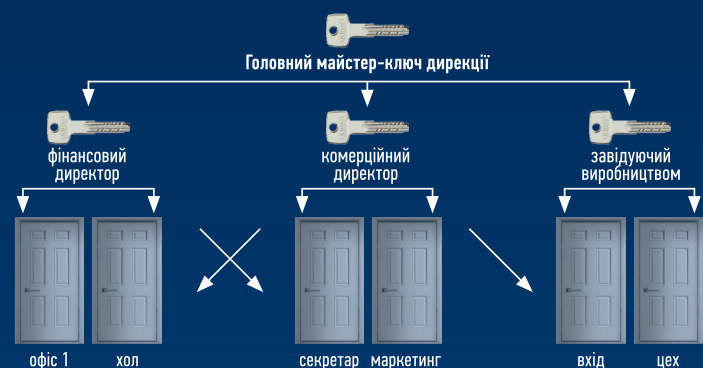 Головний майстер-ключ дирекції
фінансовий
директор
комерційний
директор
завідуючий
виробництвом
офіс 1
хол
секретар
маркетинг
вхід
цех